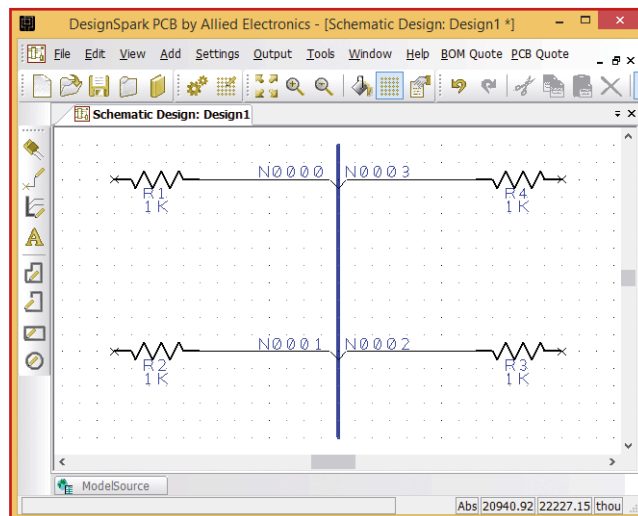 DesignSpark PCB by Allied Electronics - [Schematic Design: Design1 *]
File Edit View Add Settings Output Tools Window Help BOM Quote PCB Quote
Schematic Design: Design1
N0000 N0003
R1 R4
1K 1K
N0001 N0002
R2 R3
1K 1K
ModelSource
Abs 20940.92 22227.15 thou